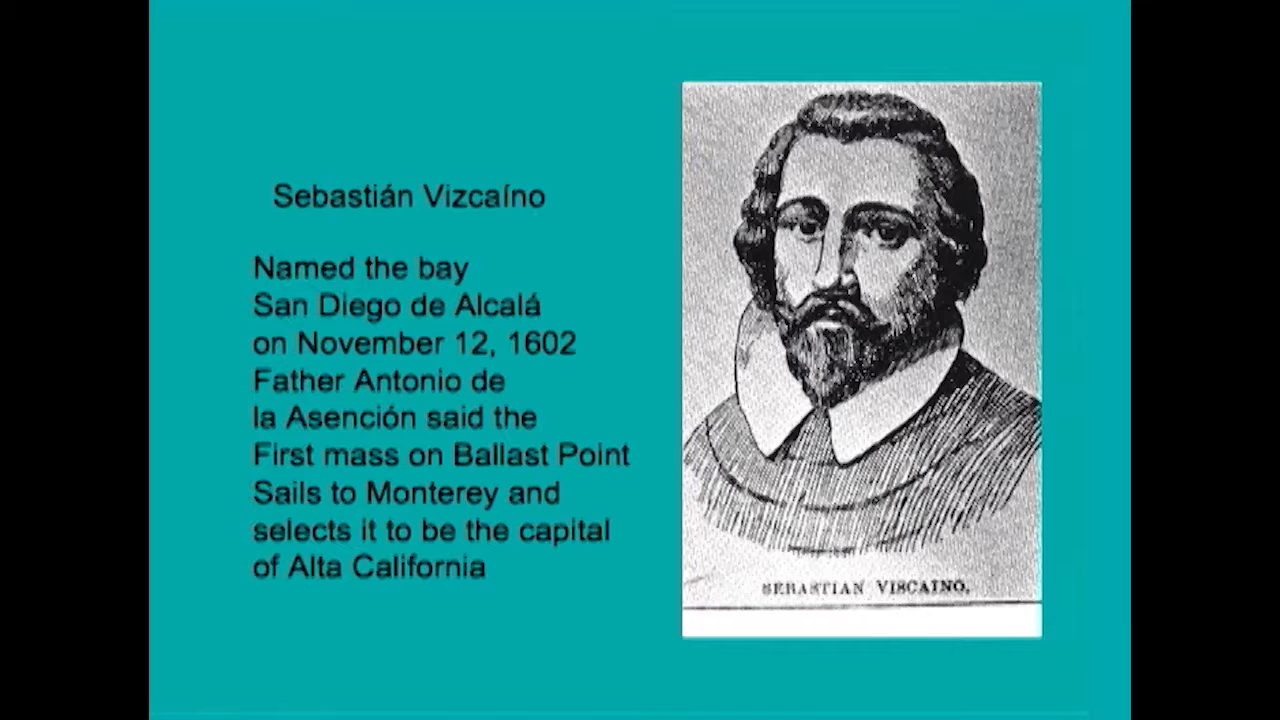 Sebastián Vizcaíno
Named the bay
San Diego de Alcalá
on November 12, 1602
Father Antonio de
la Asención said the
First mass on Ballast Point
Sails to Monterey and
selects it to be the capital
of Alta California
SEBASTIAN VISCAINO.